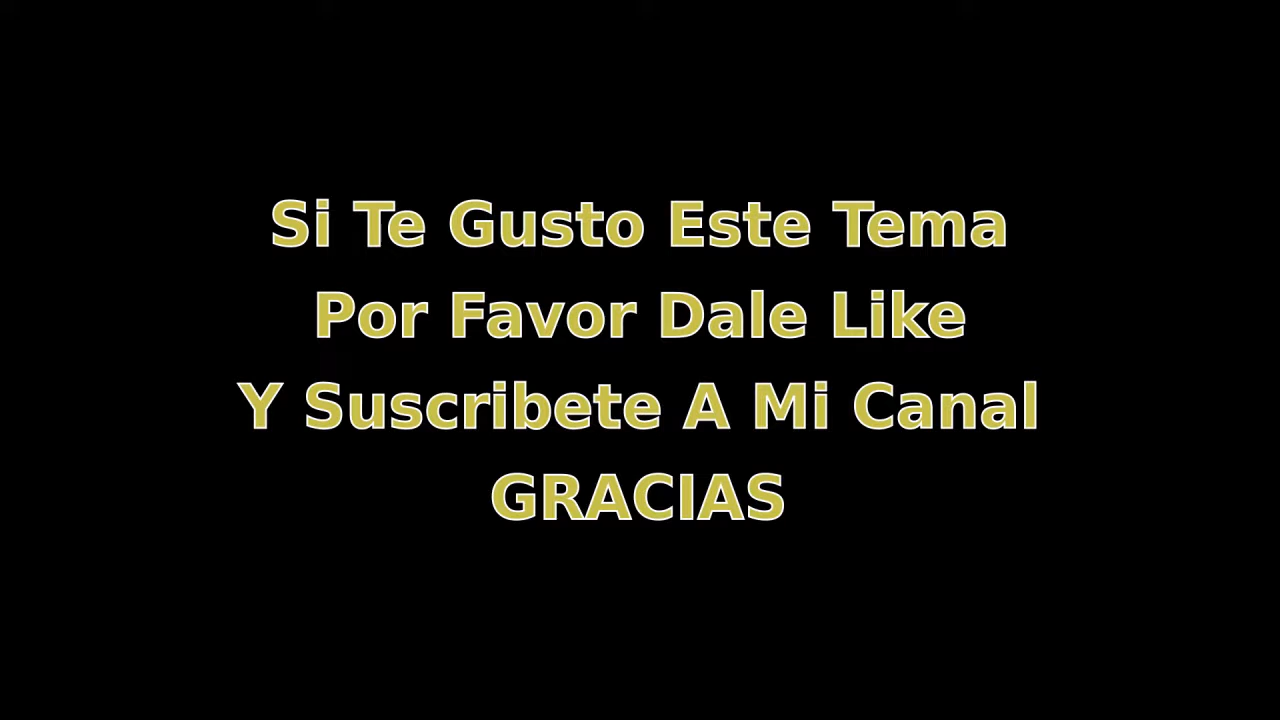 Si Te Gusto Este Tema
Por Favor Dale Like
Y Suscribete A Mi Canal
GRACIAS